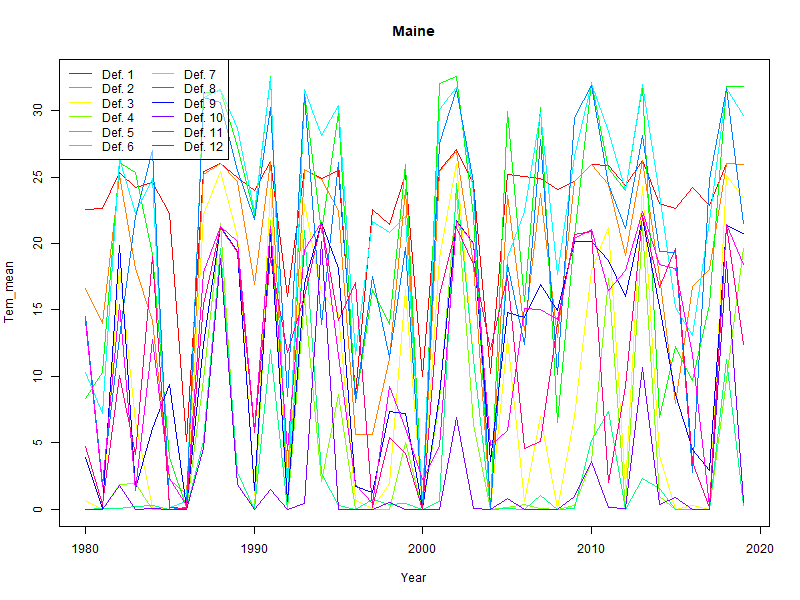 Maine
Def. 1 Def. 7
Def. 2 Def. 8
Def. 3 Def. 9
Def. 4 Def. 10
Def. 5 Def. 11
Def. 6 Def. 12
Tem_mean
30
25
20
15
10
5
0
1980 1990 2000 2010 2020
Year